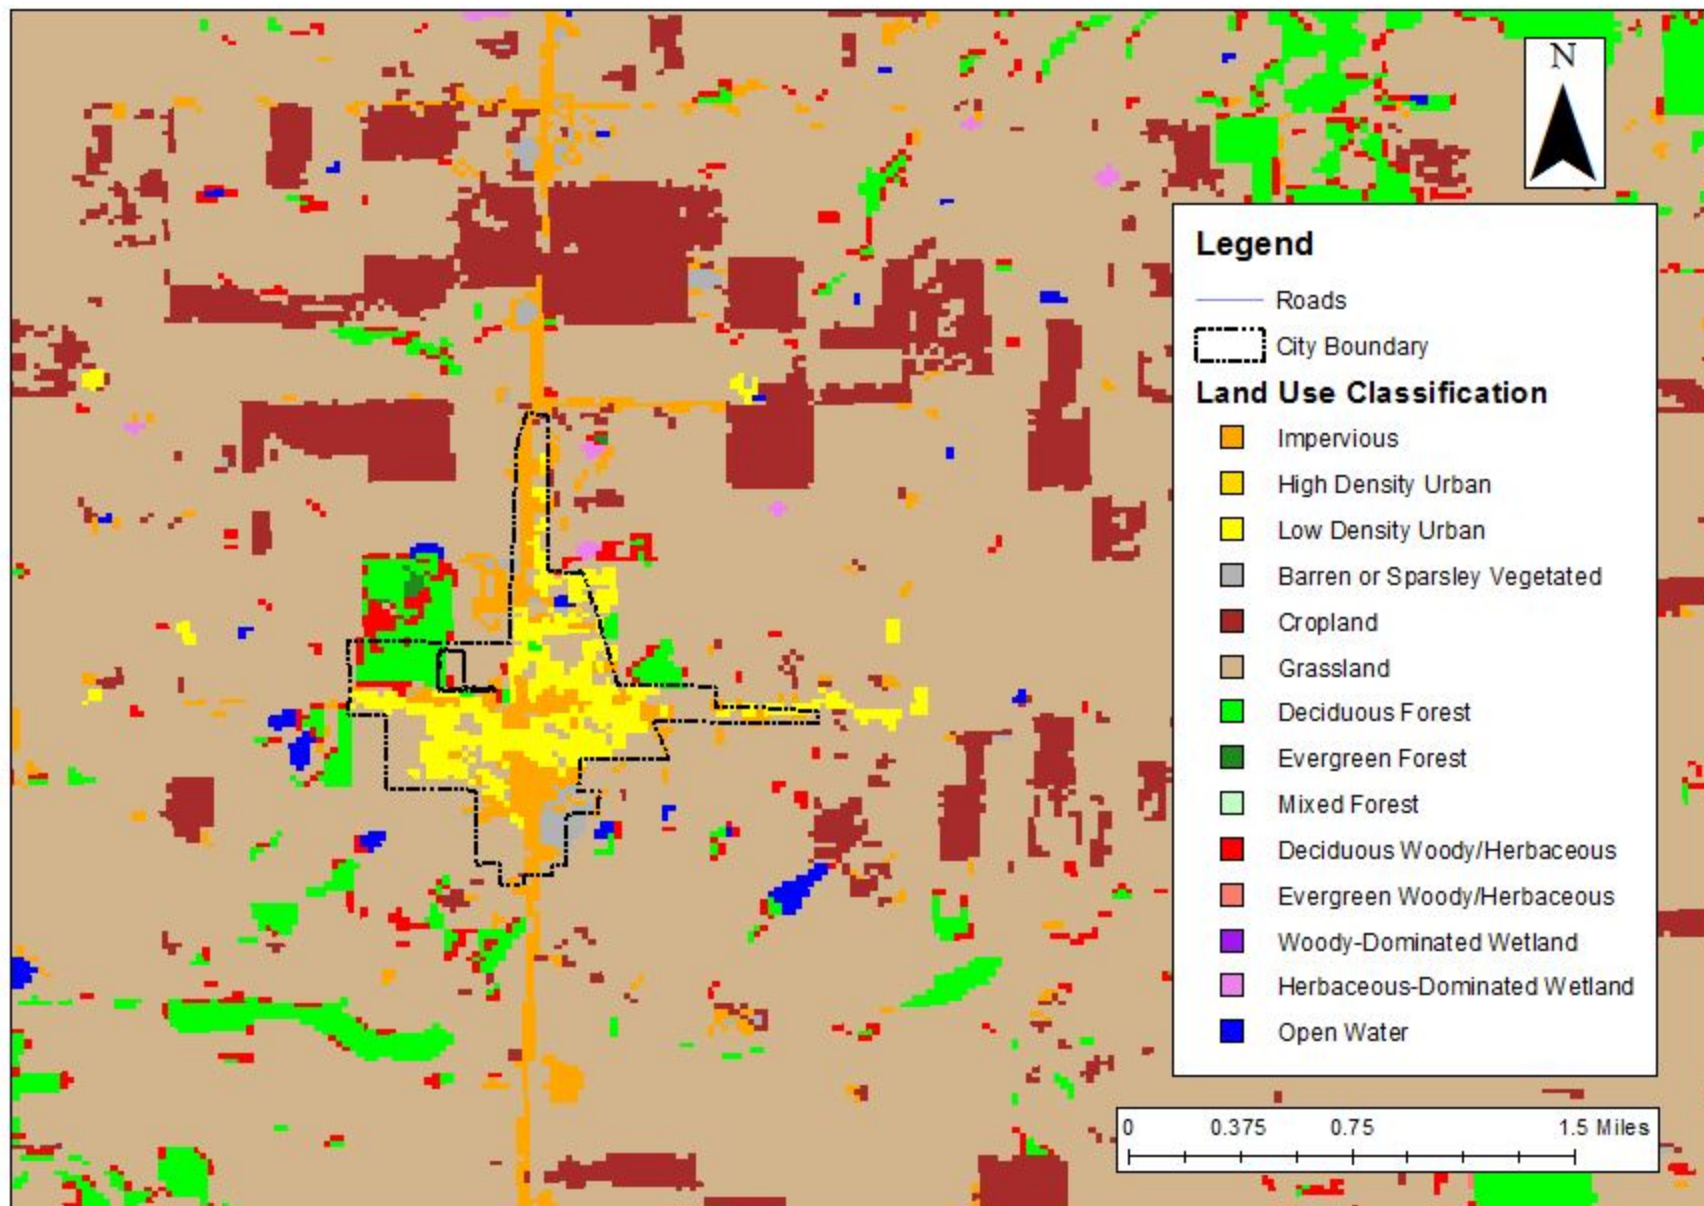 N
Legend
Roads
City Boundary
Land Use Classification
Impervious
High Density Urban
Low Density Urban
Barren or Sparsley Vegetated
Cropland
Grassland
Deciduous Forest
Evergreen Forest
Mixed Forest
Deciduous Woody/Herbaceous
Evergreen Woody/Herbaceous
Woody-Dominated Wetland
Herbaceous-Dominated Wetland
Open Water
0 0.375 0.75 1.5 Miles